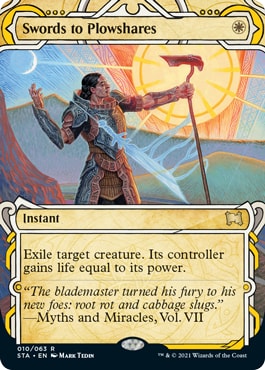 Swords to Plowshares
Instant
Exile target creature. Its controller
gains life equal to its power.
“The blademaster turned his fury to his
new foes: root rot and cabbage slugs.”
—Myths and Miracles, Vol. VII
010/063 R
STA • EN MARK TEDIN
™ & © 2021 Wizards of the Coast